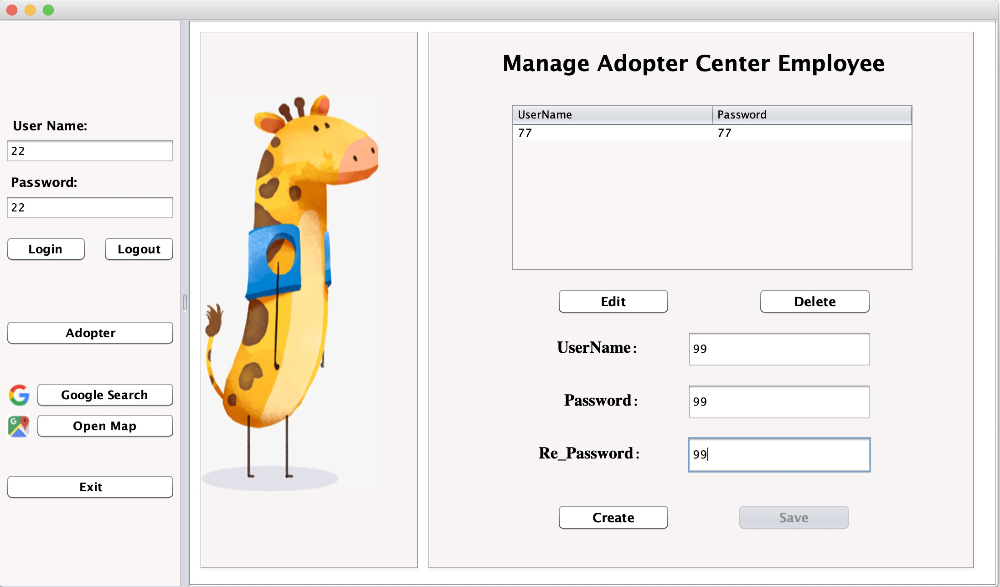 User Name:
22
Password:
22
Login Logout
Adopter
Google Search
Open Map
Exit
Manage Adopter Center Employee
UserName Password
77 77
Edit Delete
UserName: 99
Password: 99
Re_Password: 99
Create Save